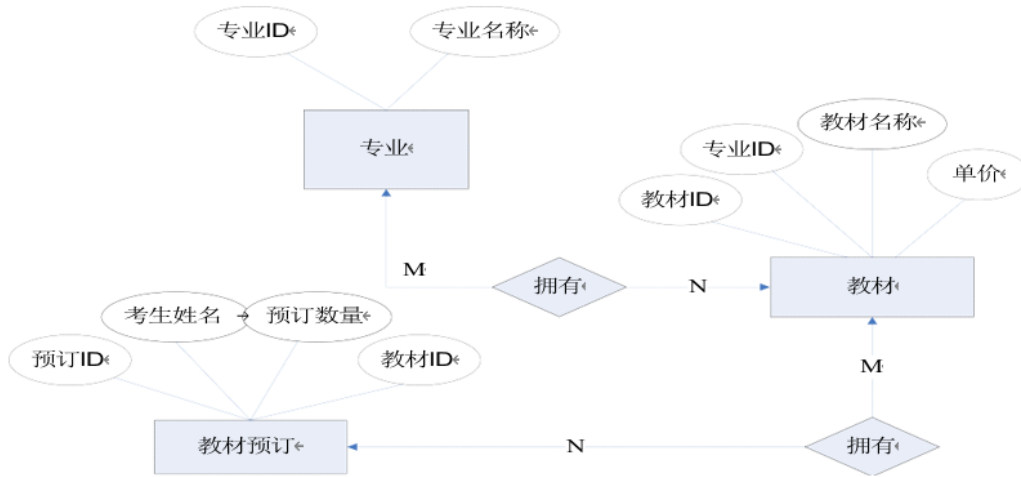 专业ID
专业名称
专业
教材名称
专业ID
单价
教材ID
M
拥有
N
教材
考生姓名
预订数量
预订ID
教材ID
M
教材预订
N
拥有